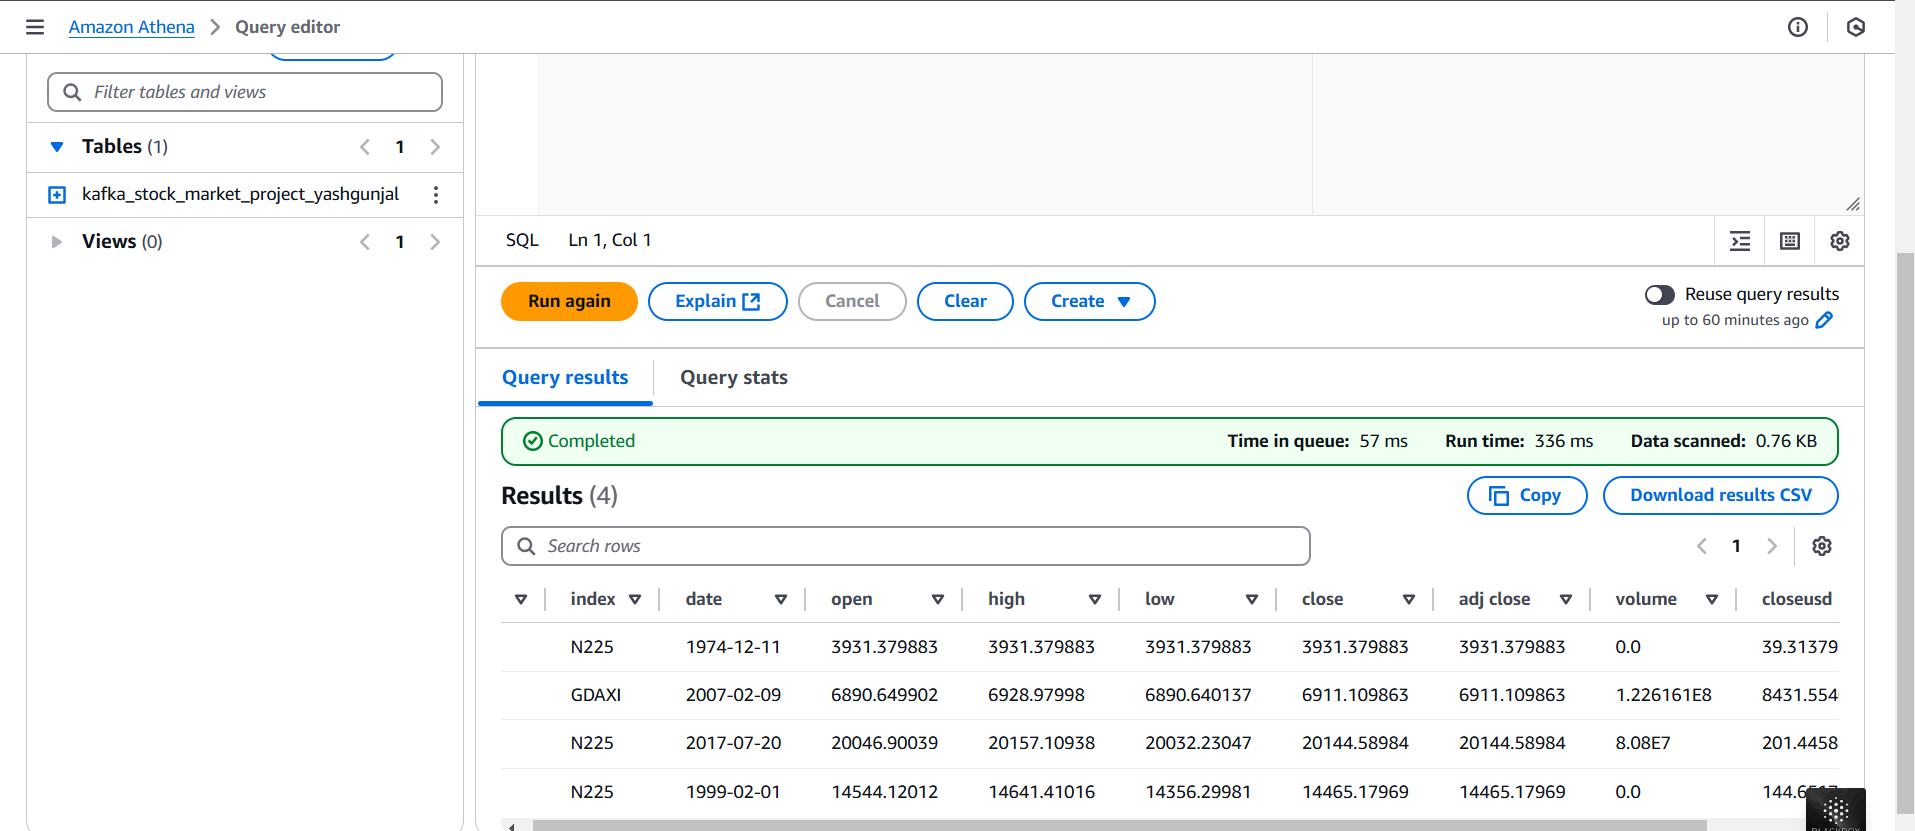 Amazon Athena > Query editor
Filter tables and views
Tables (1) 1
kafka_stock_market_project_yashgunjal
Views (0) 1
SQL Ln 1, Col 1
Run again Explain Cancel Clear Create
Reuse query results
up to 60 minutes ago
Query results Query stats
Completed Time in queue: 57 ms Run time: 336 ms Data scanned: 0.76 KB
Results (4) Copy Download results CSV
Search rows 1
index date open high low close adj close volume closeusd
N225 1974-12-11 3931.379883 3931.379883 3931.379883 3931.379883 3931.379883 0.0 39.31379
GDAXI 2007-02-09 6890.649902 6928.97998 6890.640137 6911.109863 6911.109863 1.226161E8 8431.554
N225 2017-07-20 20046.90039 20157.10938 20032.23047 20144.58984 20144.58984 8.08E7 201.4458
N225 1999-02-01 14544.12012 14641.41016 14356.29981 14465.17969 14465.17969 0.0